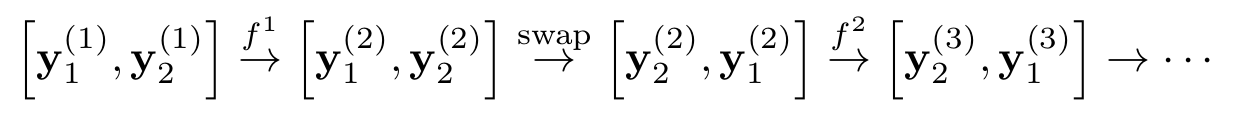 [y₁⁽¹⁾, y₂⁽¹⁾] →^{f¹} [y₁⁽²⁾, y₂⁽²⁾] →^{swap} [y₂⁽²⁾, y₁⁽²⁾] →^{f²} [y₂⁽³⁾, y₁⁽³⁾] → ⋯